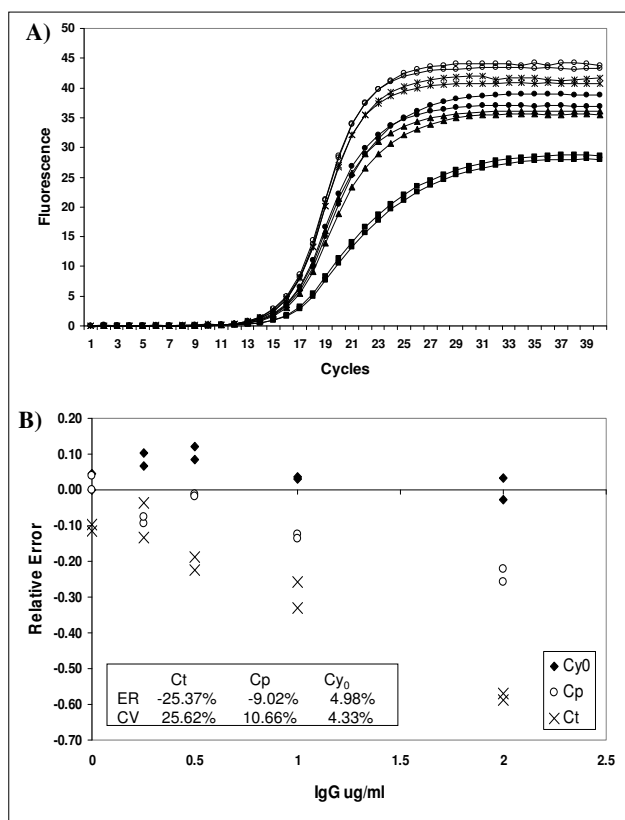 A)
50
45
40
35
30
25
20
15
10
5
0
Fluorescence
1 3 5 7 9 11 13 15 17 19 21 23 25 27 29 31 33 35 37 39
Cycles
B)
0.20
0.10
0.00
-0.10
-0.20
-0.30
-0.40
-0.50
-0.60
-0.70
Relative Error
Ct Cp Cy0
ER -25.37% -9.02% 4.98%
CV 25.62% 10.66% 4.33%
Cy0
Cp
Ct
0 0.5 1 1.5 2 2.5
IgG ug/ml